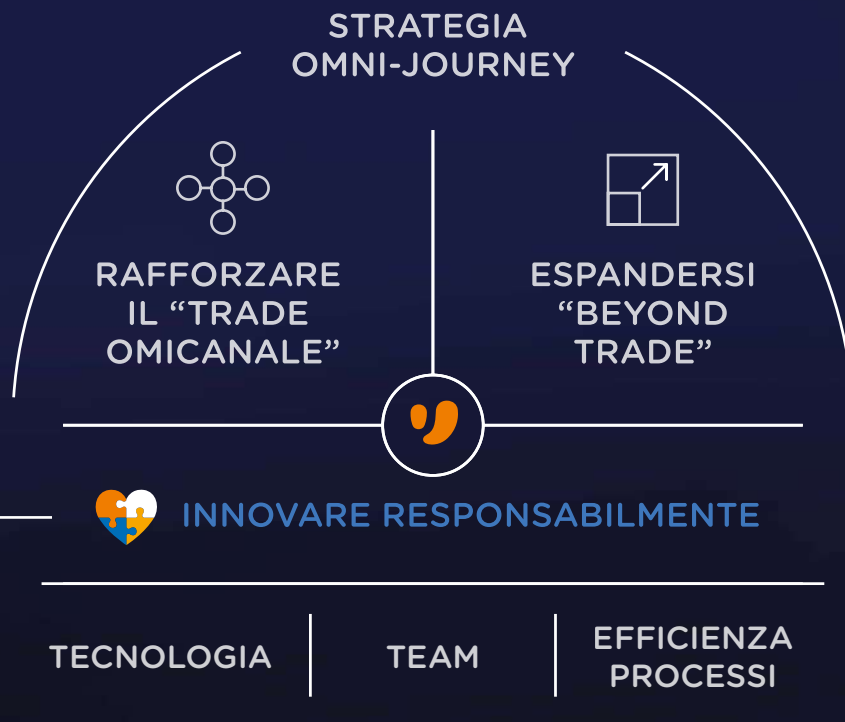 STRATEGIA
OMNI-JOURNEY
RAFFORZARE
IL “TRADE
OMICANALE”
ESPANDERSI
“BEYOND
TRADE”
INNOVARE RESPONSABILMENTE
TECNOLOGIA
TEAM
EFFICIENZA
PROCESSI